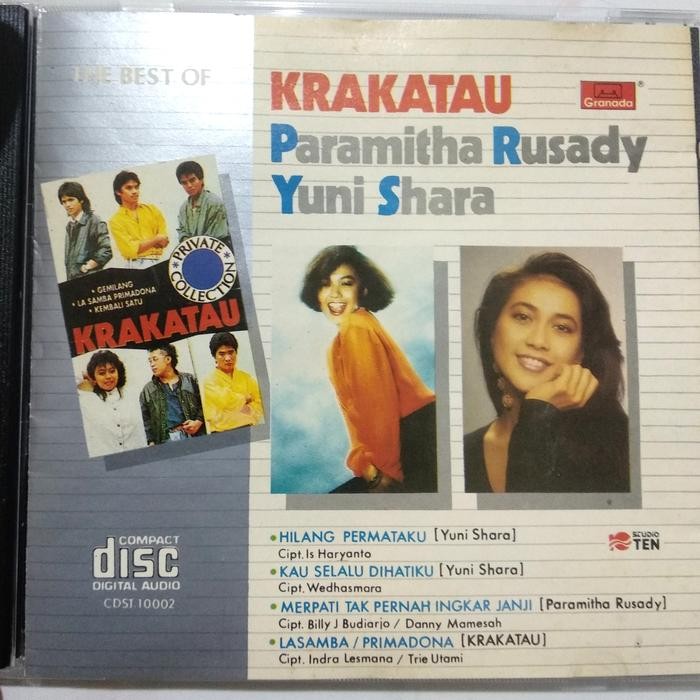 THE BEST OF
KRAKATAU
Granada
®
Paramitha Rusady
Yuni Shara
PRIVATE
COLLECTION
• GEMILANG
• LA SAMBA PRIMADONA
• KEMBALI SATU
KRAKATAU
• HILANG PERMATAKU [Yuni Shara]
Cipt. Is Haryanto
• KAU SELALU DIHATIKU [Yuni Shara]
Cipt. Wedhasmara
• MERPATI TAK PERNAH INGKAR JANJI [Paramitha Rusady]
Cipt. Billy J Budiarjo / Danny Mamesah
• LASAMBA / PRIMADONA [KRAKATAU]
Cipt. Indra Lesmana / Trie Utami
STUDIO
TEN
COMPACT
disc
DIGITAL AUDIO
CDST 10002